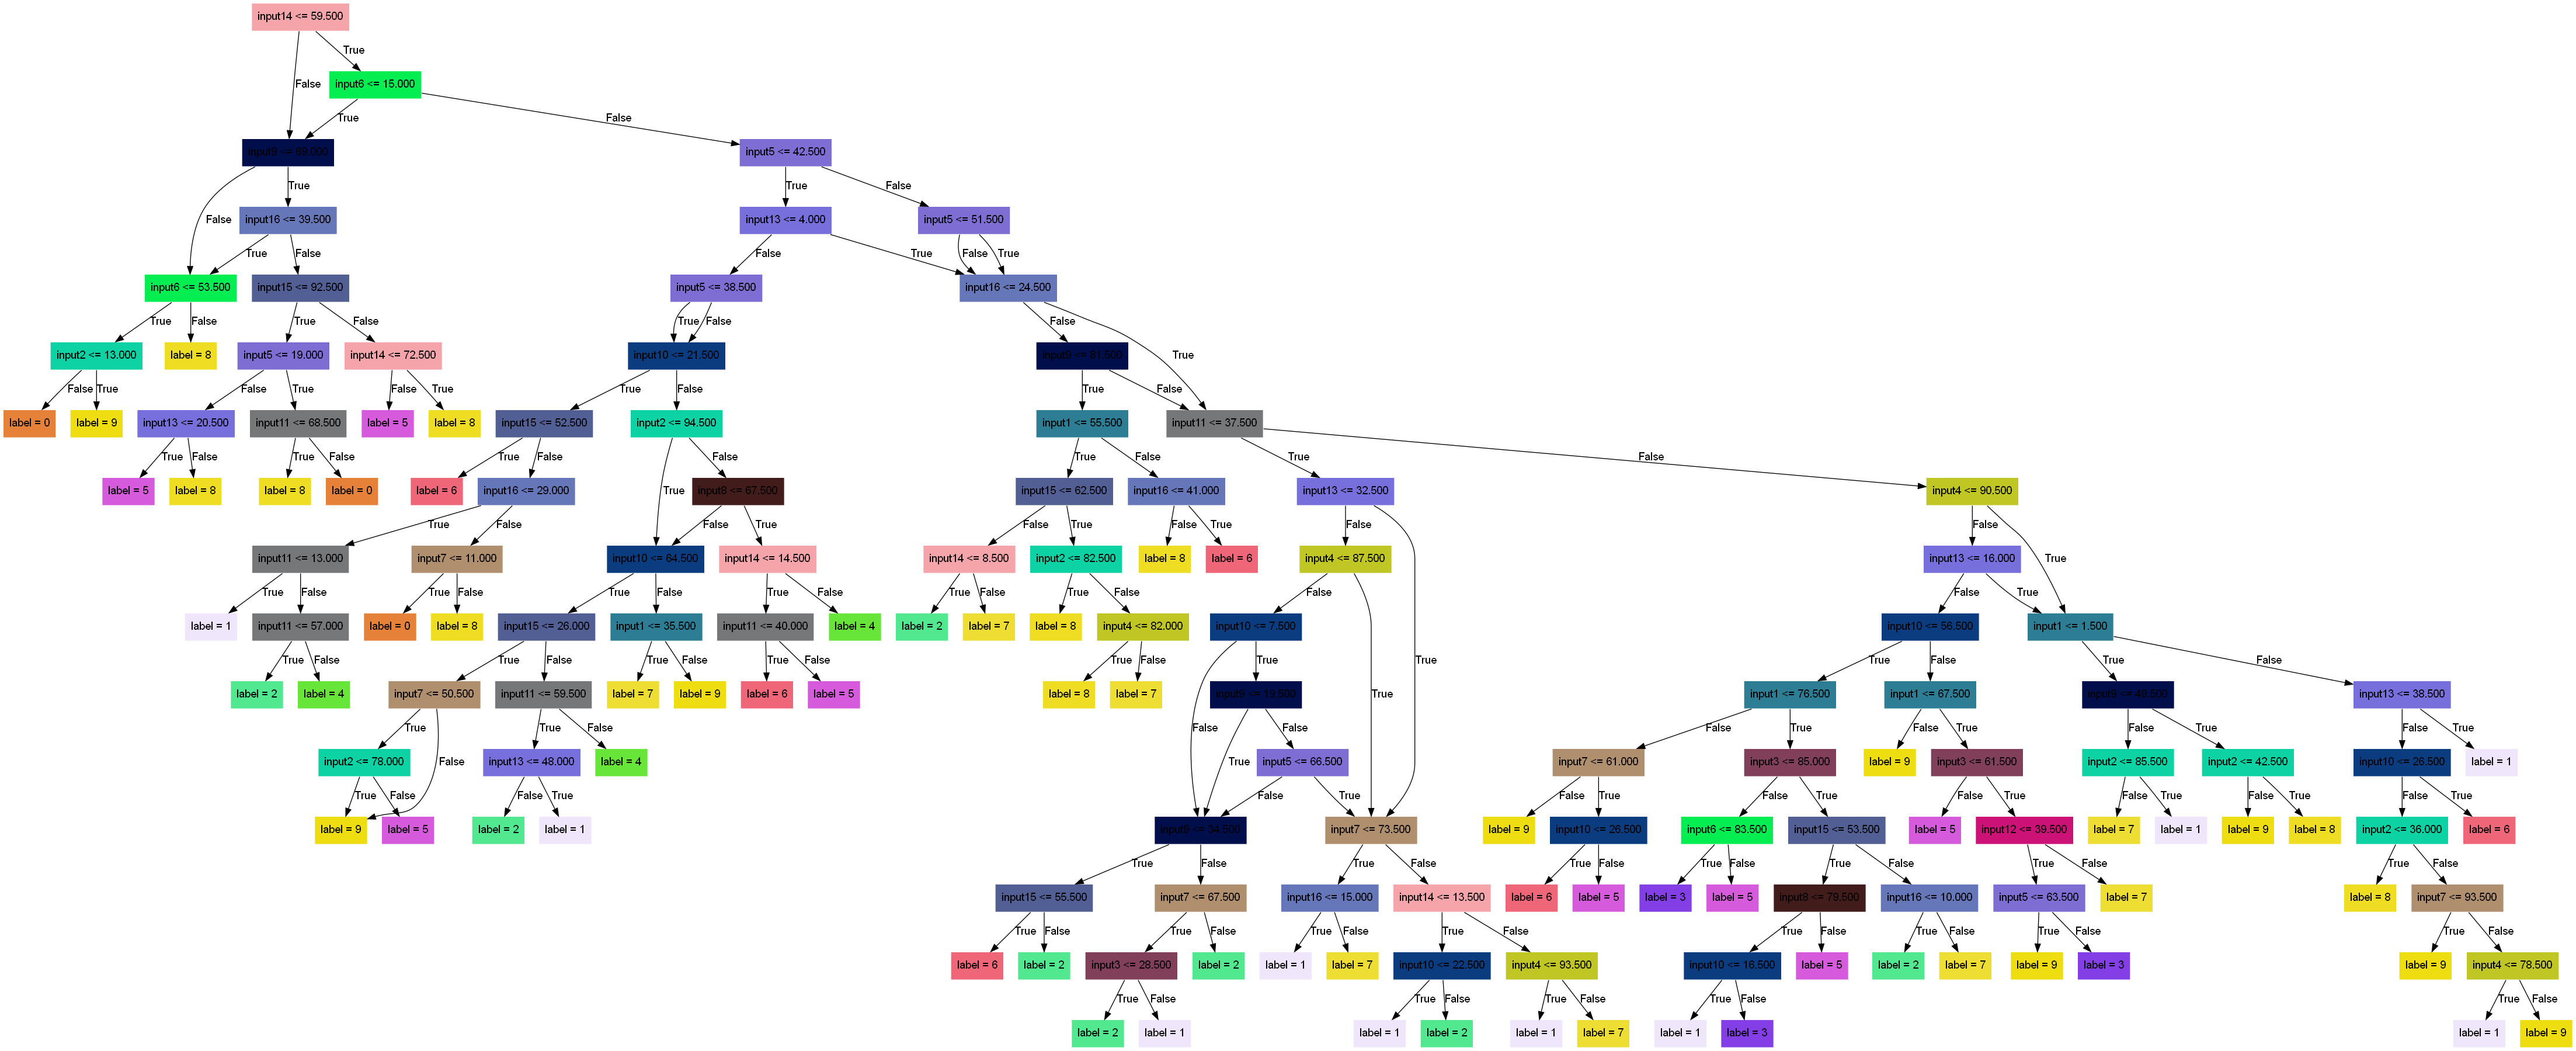 input14 <= 59.500
True
input6 <= 15.000
False
True
False
input9 <= 69.000
input5 <= 42.500
True
True
False
input16 <= 39.500
input13 <= 4.000
input5 <= 51.500
False
True
False
False
True
False
True
input6 <= 53.500
input15 <= 92.500
input5 <= 38.500
input16 <= 24.500
True
False
True
False
True
False
False
input2 <= 13.000
label = 8
input5 <= 19.000
input14 <= 72.500
input10 <= 21.500
input9 <= 81.500
True
False
True
False
True
False
True
True
False
True
False
label = 0
label = 9
input13 <= 20.500
input11 <= 68.500
label = 5
label = 8
input15 <= 52.500
input2 <= 94.500
input1 <= 55.500
input11 <= 37.500
True
False
True
False
True
False
False
True
False
True
False
label = 5
label = 8
label = 8
label = 0
label = 6
input16 <= 29.000
input8 <= 67.500
input15 <= 62.500
input16 <= 41.000
input13 <= 32.500
input4 <= 90.500
True
True
False
False
True
False
True
False
True
False
False
True
input11 <= 13.000
input7 <= 11.000
input10 <= 64.500
input14 <= 14.500
input14 <= 8.500
input2 <= 82.500
label = 8
label = 6
input4 <= 87.500
input13 <= 16.000
True
False
True
False
True
False
True
False
True
False
True
False
False
False
True
label = 1
input11 <= 57.000
label = 0
label = 8
input15 <= 26.000
input1 <= 35.500
input11 <= 40.000
label = 4
label = 2
label = 7
label = 8
input4 <= 82.000
input10 <= 7.500
input10 <= 56.500
input1 <= 1.500
True
False
True
False
True
False
True
False
True
False
True
True
True
True
False
True
False
label = 2
label = 4
input7 <= 50.500
input11 <= 59.500
label = 7
label = 9
label = 6
label = 5
label = 8
label = 7
input9 <= 19.500
input1 <= 76.500
input1 <= 67.500
input9 <= 49.500
input13 <= 38.500
True
True
False
False
True
False
False
True
False
True
False
True
False
True
input2 <= 78.000
False
input13 <= 48.000
label = 4
input5 <= 66.500
input7 <= 61.000
input3 <= 85.000
label = 9
input3 <= 61.500
input2 <= 85.500
input2 <= 42.500
input10 <= 26.500
label = 1
True
False
False
True
False
True
False
True
False
True
False
True
False
True
False
True
False
True
label = 9
label = 5
label = 2
label = 1
input9 <= 34.500
input7 <= 73.500
label = 9
input10 <= 26.500
input6 <= 83.500
input15 <= 53.500
label = 5
input12 <= 39.500
label = 7
label = 1
label = 9
label = 8
input2 <= 36.000
label = 6
True
False
True
False
True
False
True
False
True
False
True
False
True
False
input15 <= 55.500
input7 <= 67.500
input16 <= 15.000
input14 <= 13.500
label = 6
label = 5
label = 3
label = 5
input8 <= 79.500
input16 <= 10.000
input5 <= 63.500
label = 7
label = 8
input7 <= 93.500
True
False
True
False
True
False
True
False
True
False
True
False
True
False
True
False
label = 6
label = 2
input3 <= 28.500
label = 2
label = 1
label = 7
input10 <= 22.500
input4 <= 93.500
input10 <= 16.500
label = 5
label = 2
label = 7
label = 9
label = 3
label = 9
input4 <= 78.500
True
False
True
False
True
False
True
False
True
False
label = 2
label = 1
label = 1
label = 2
label = 1
label = 7
label = 1
label = 3
label = 1
label = 9